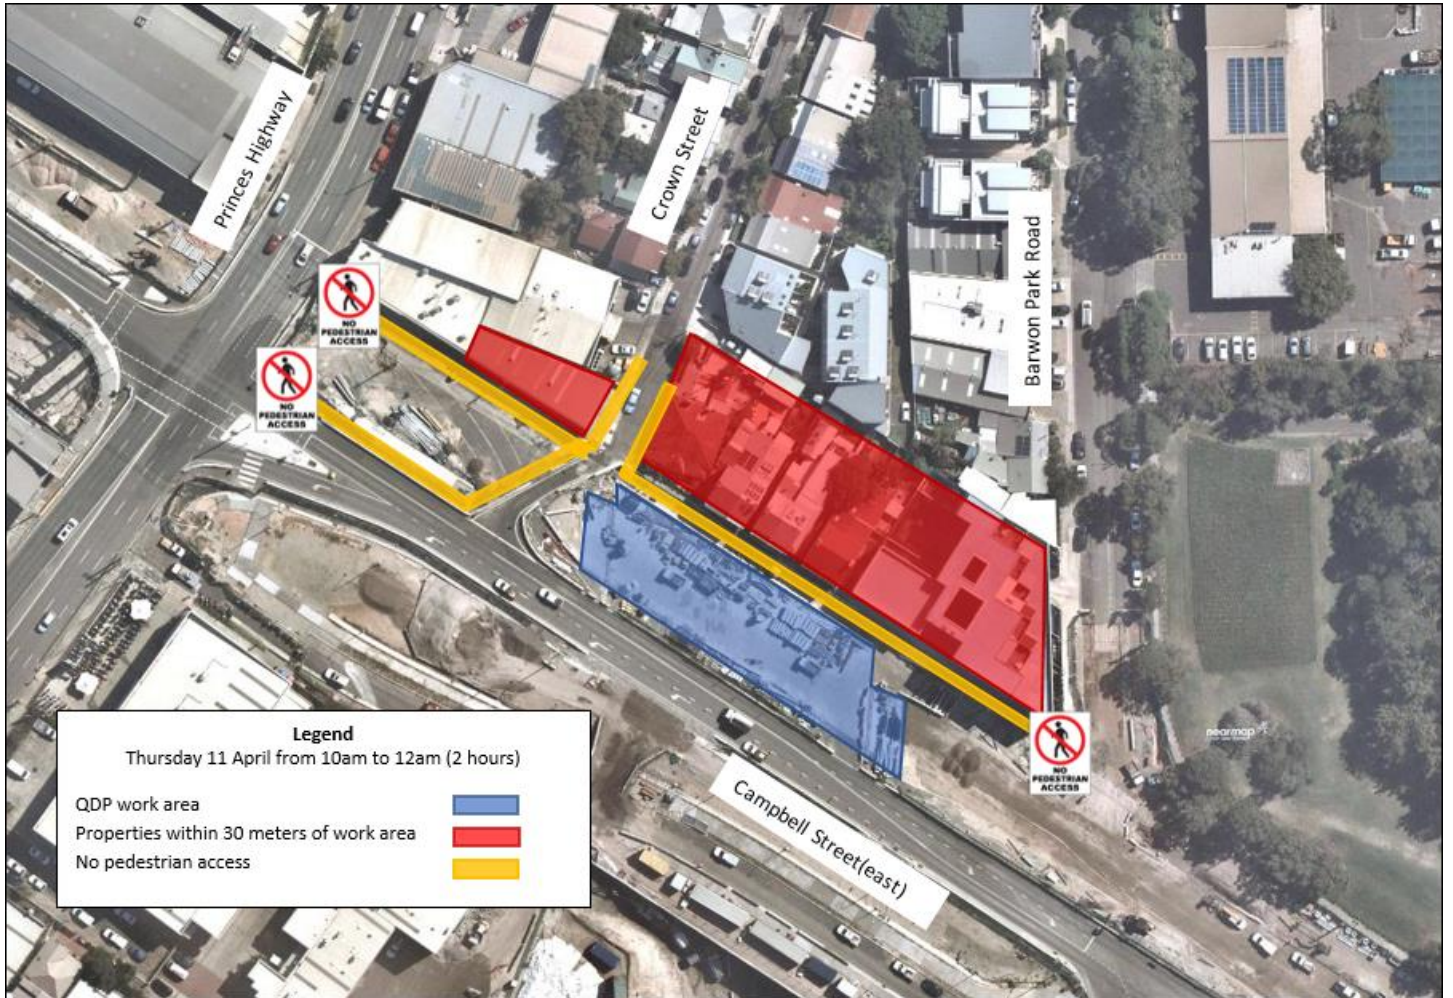 Princes Highway
Crown Street
Barwon Park Road
NO
PEDESTRIAN
ACCESS
NO
PEDESTRIAN
ACCESS
nearmap
NO
PEDESTRIAN
ACCESS
Campbell Street(east)
Legend
Thursday 11 April from 10am to 12am (2 hours)
QDP work area
Properties within 30 meters of work area
No pedestrian access